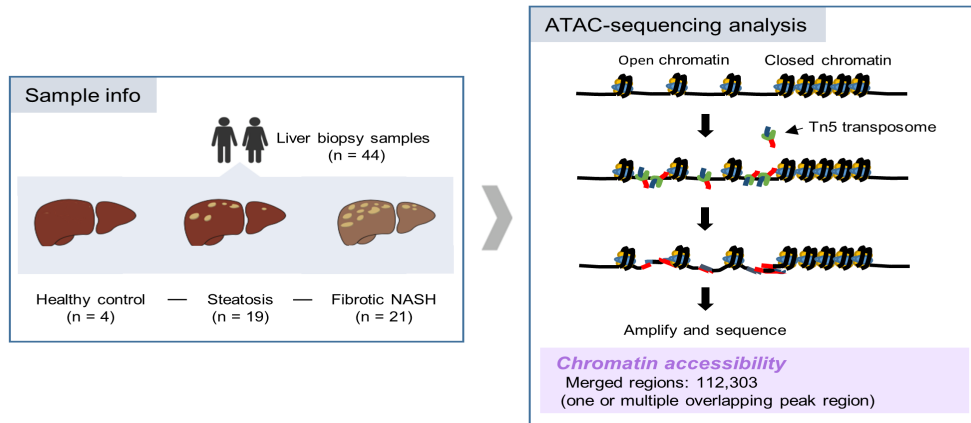 Sample info
Liver biopsy samples
(n = 44)
Healthy control — Steatosis — Fibrotic NASH
(n = 4) (n = 19) (n = 21)
ATAC-sequencing analysis
Open chromatin Closed chromatin
Tn5 transposome
Amplify and sequence
Chromatin accessibility
Merged regions: 112,303
(one or multiple overlapping peak region)